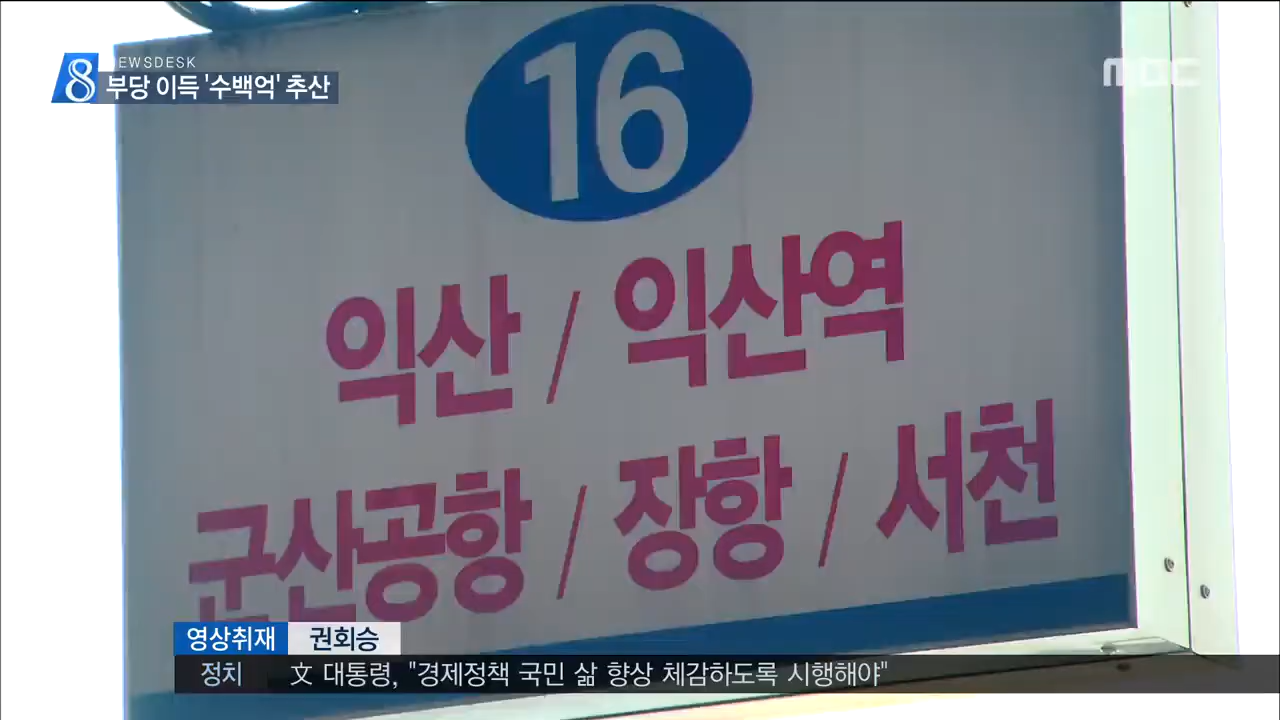 NEWSDESK
8 부당 이득 '수백억' 추산
MBC
16
익산 / 익산역
군산공항 / 장항 / 서천
영상취재 권회승
정치 文 대통령, "경제정책 국민 삶 향상 체감하도록 시행해야"